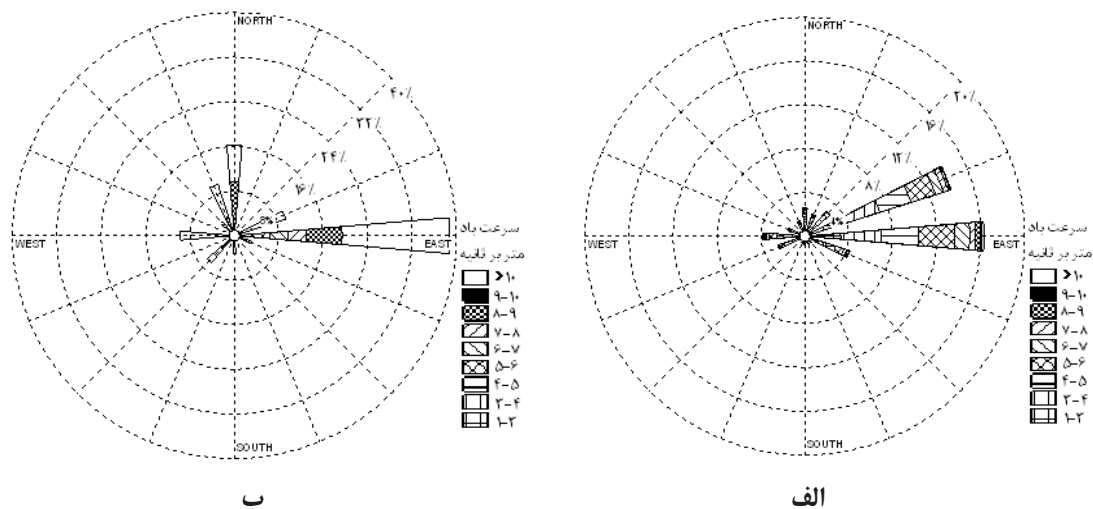 NORTH
۲۰٪
۱۶٪
۱۲٪
۸٪
۴٪
WEST
EAST
SOUTH
سرعت باد
متر بر ثانیه
>۱۰
۹-۱۰
۸-۹
۷-۸
۶-۷
۵-۶
۴-۵
۳-۴
۱-۳
الف
NORTH
۴۰٪
۳۲٪
۲۴٪
۱۶٪
۸٪
WEST
EAST
SOUTH
سرعت باد
متر بر ثانیه
>۱۰
۹-۱۰
۸-۹
۷-۸
۶-۷
۵-۶
۴-۵
۳-۴
۱-۳
ب